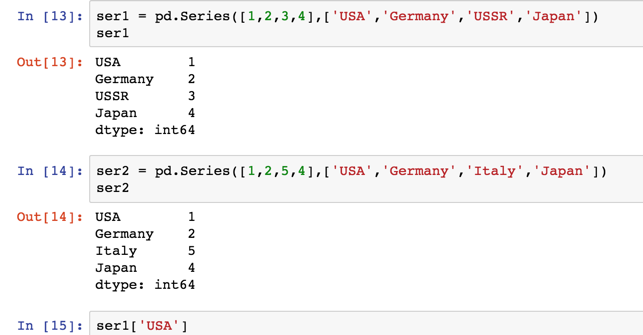 In [13]: ser1 = pd.Series([1,2,3,4],['USA','Germany','USSR','Japan'])
ser1
Out[13]: USA 1
Germany 2
USSR 3
Japan 4
dtype: int64
In [14]: ser2 = pd.Series([1,2,5,4],['USA','Germany','Italy','Japan'])
ser2
Out[14]: USA 1
Germany 2
Italy 5
Japan 4
dtype: int64
In [15]: ser1['USA']